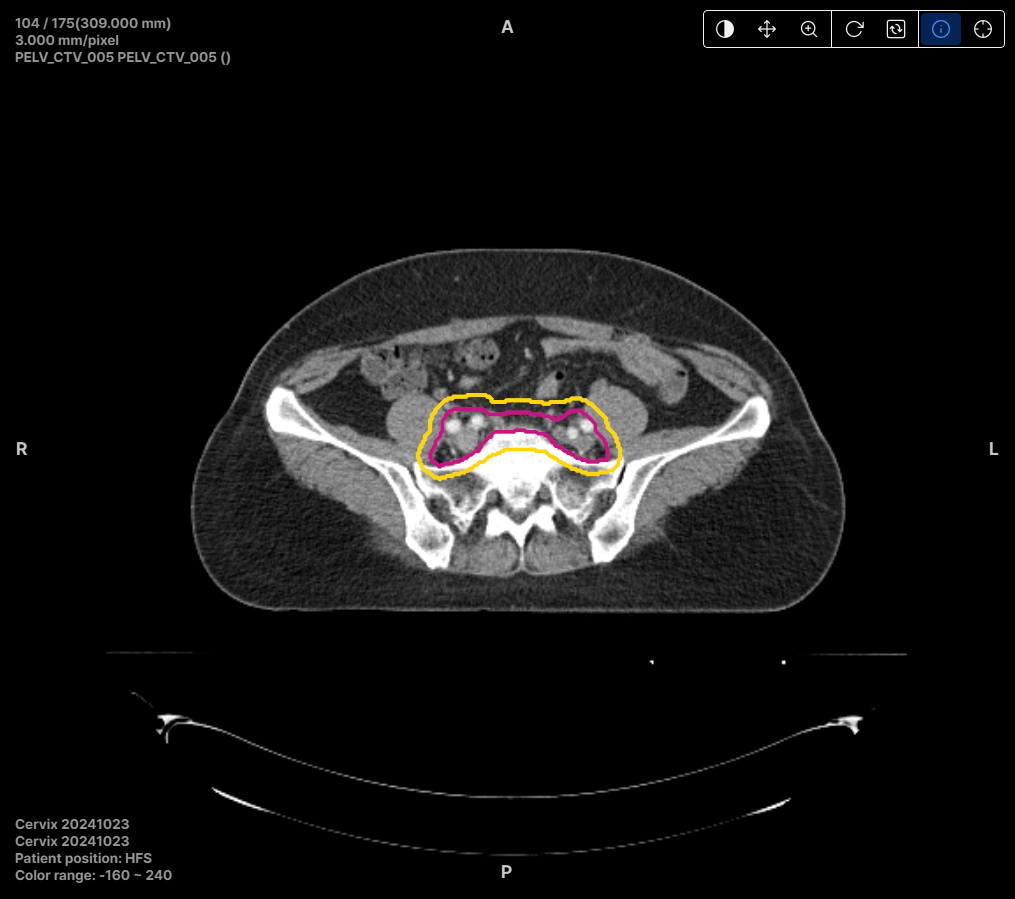 104 / 175(309.000 mm)
3.000 mm/pixel
PELV_CTV_005 PELV_CTV_005 ()
A
R
L
Cervix 20241023
Cervix 20241023
Patient position: HFS
Color range: -160 ~ 240
P